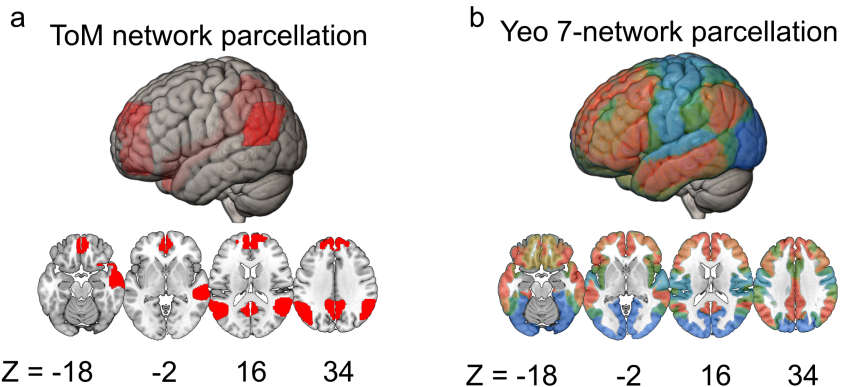 a
ToM network parcellation
b
Yeo 7-network parcellation
Z = -18 -2 16 34
Z = -18 -2 16 34